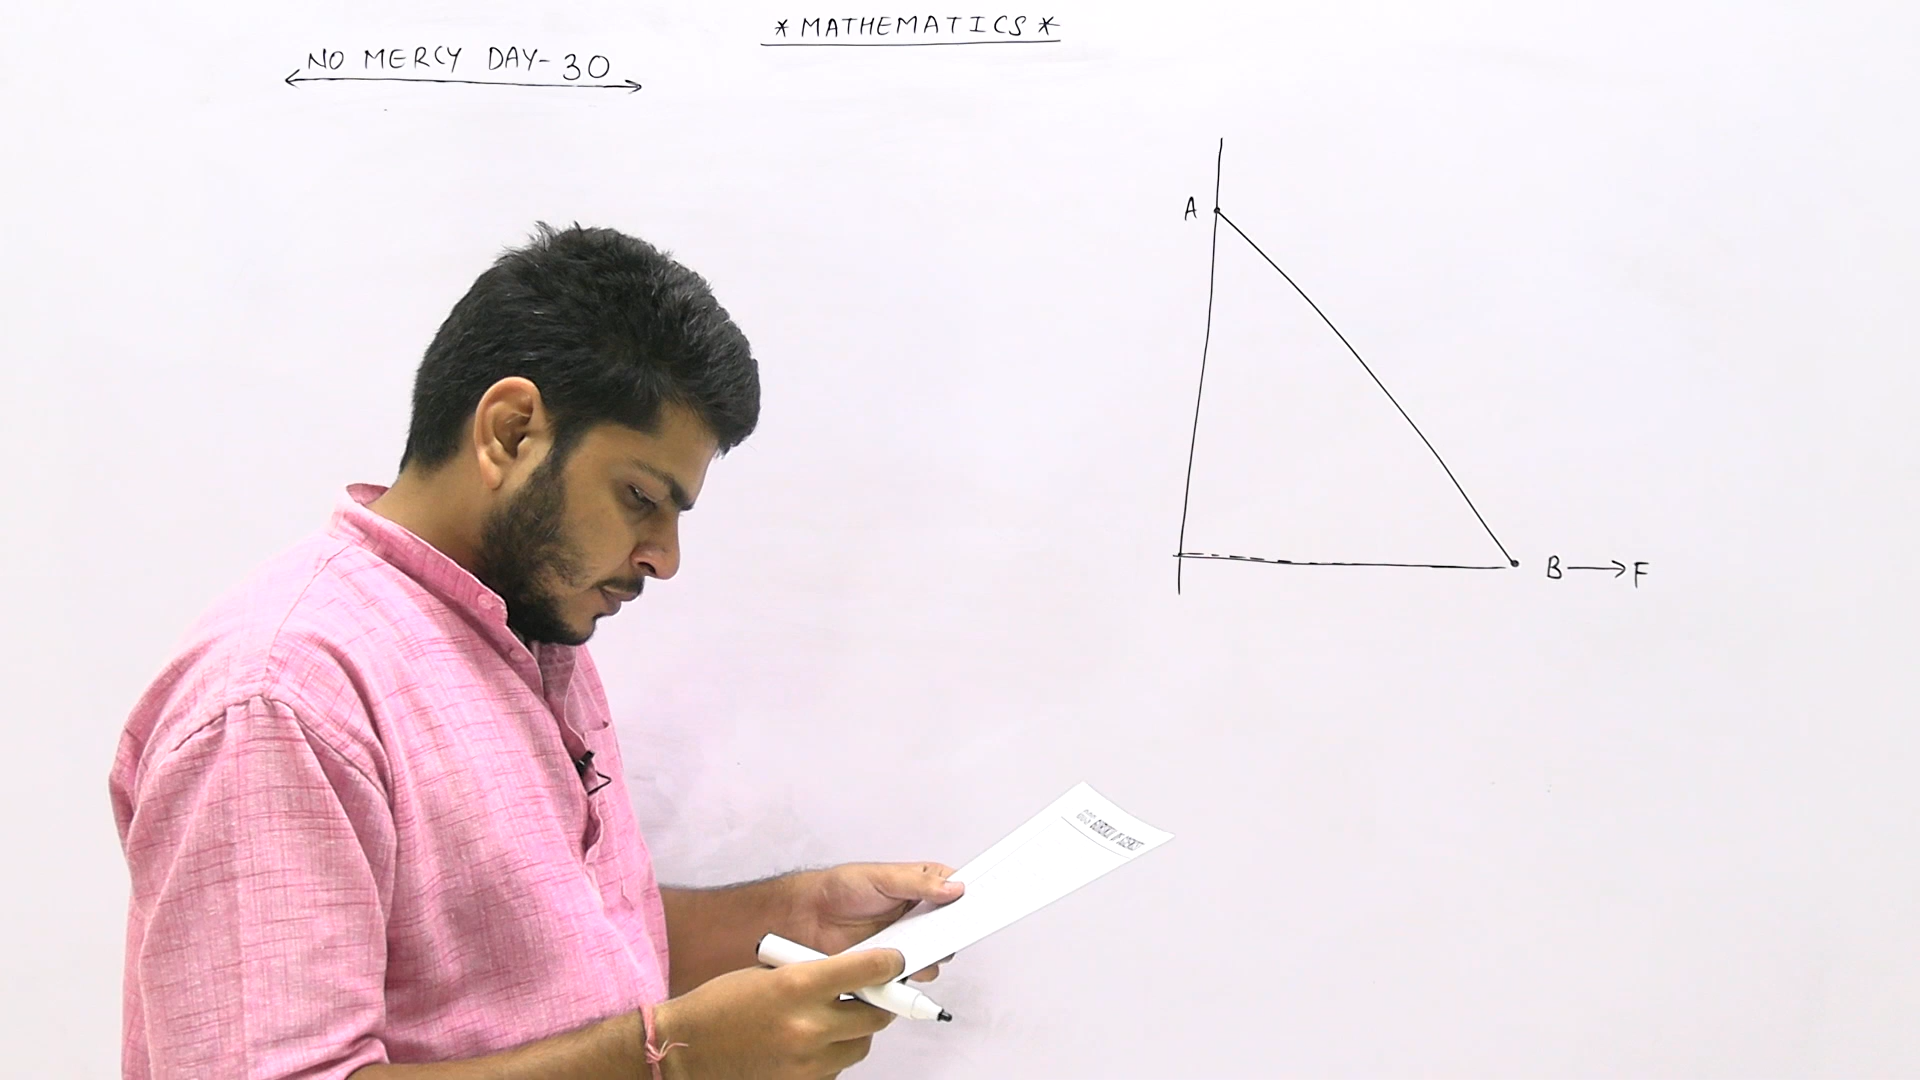 * MATHEMATICS *
NO MERCY DAY-30
A
B → F